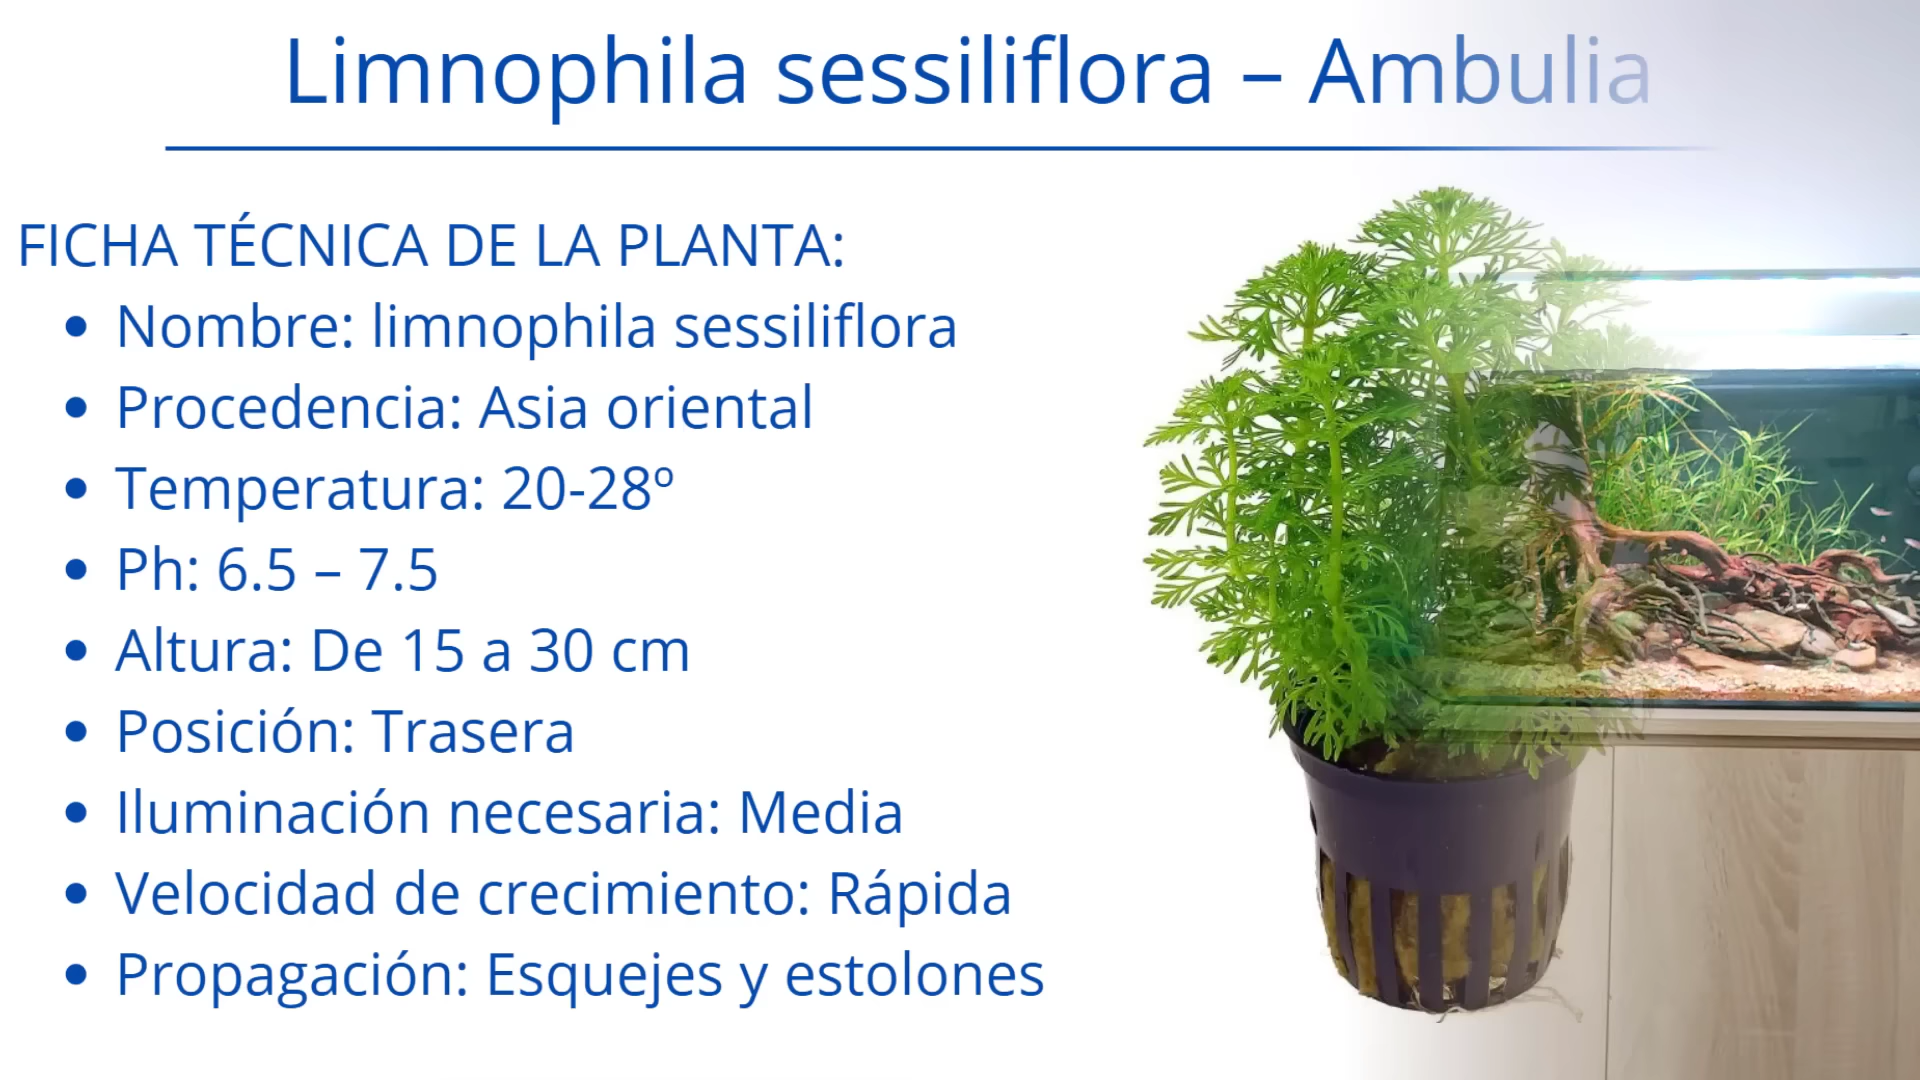 Limnophila sessiliflora – Ambulia
FICHA TÉCNICA DE LA PLANTA:
• Nombre: limnophila sessiliflora
• Procedencia: Asia oriental
• Temperatura: 20-28º
• Ph: 6.5 – 7.5
• Altura: De 15 a 30 cm
• Posición: Trasera
• Iluminación necesaria: Media
• Velocidad de crecimiento: Rápida
• Propagación: Esquejes y estolones